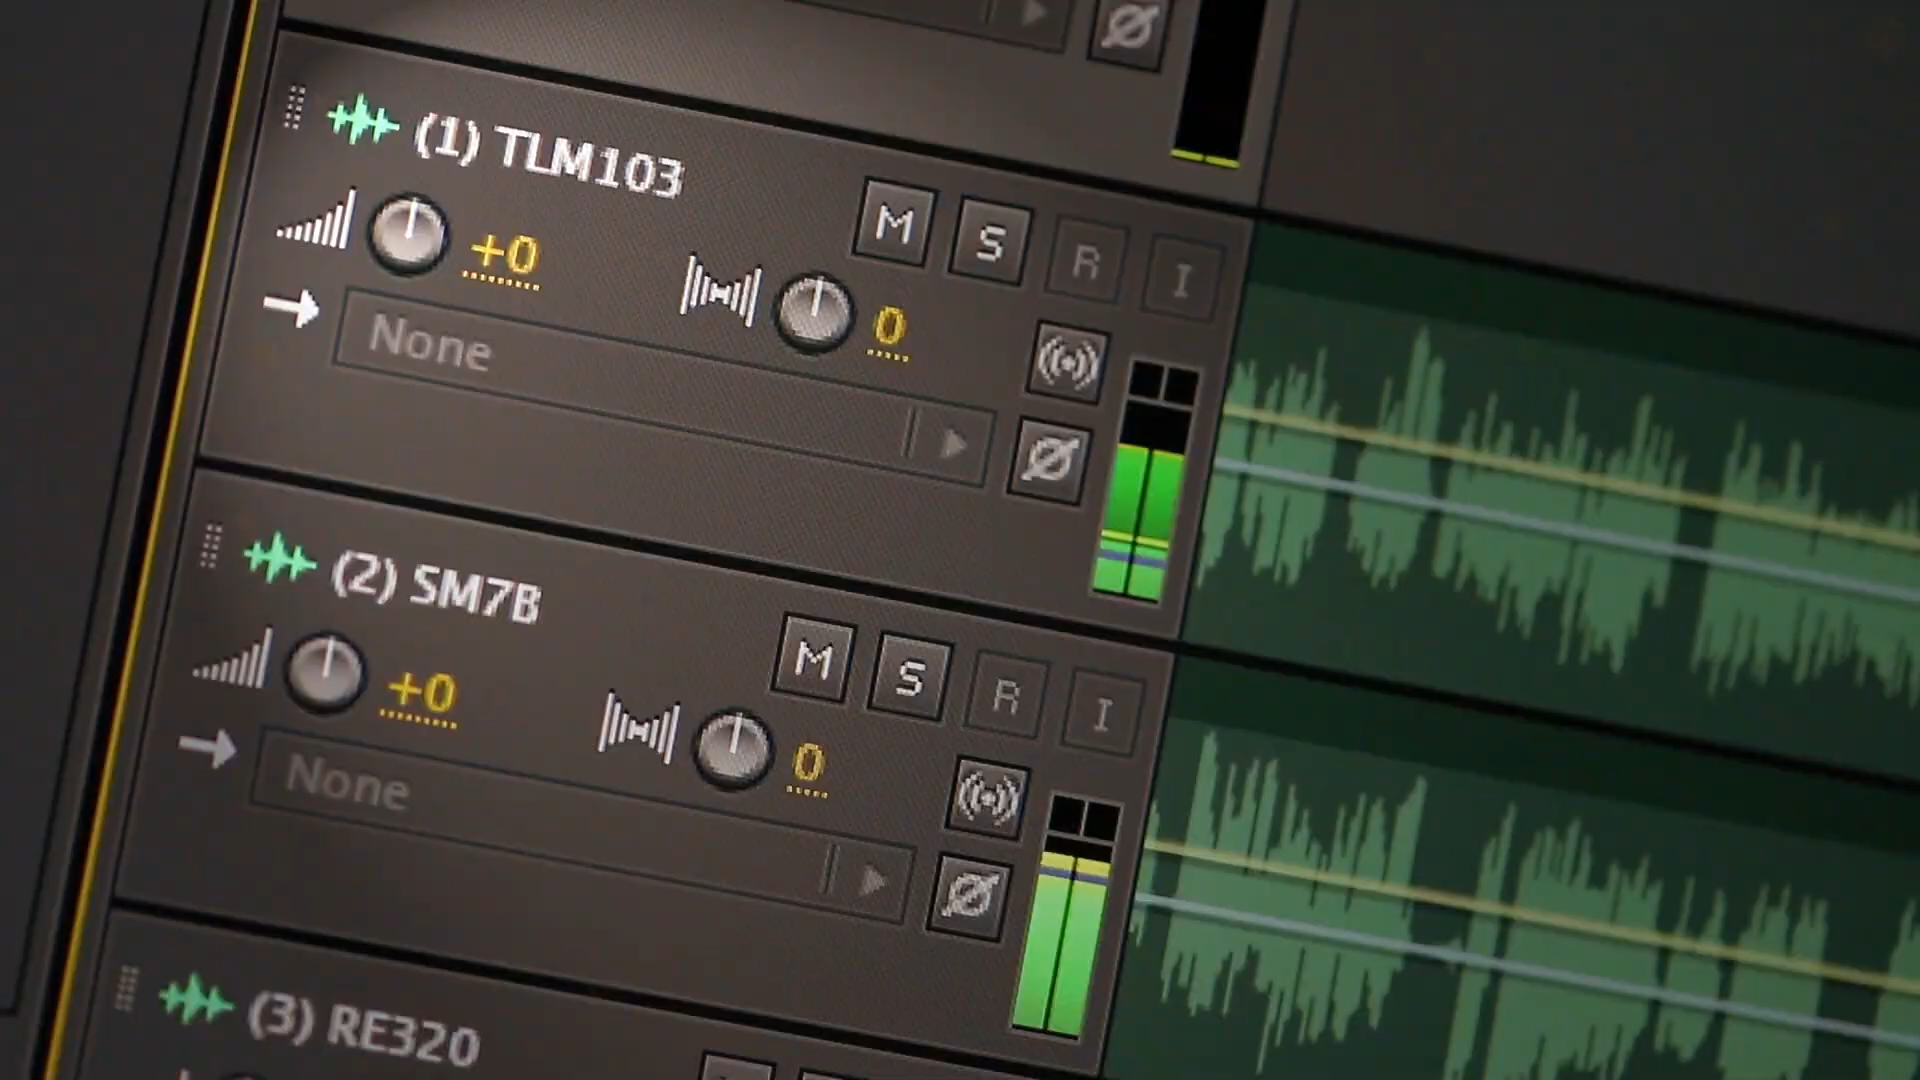 (1) TLM103
M S R I
+0 0
None
(2) SM7B
M S R I
+0 0
None
(3) RE320